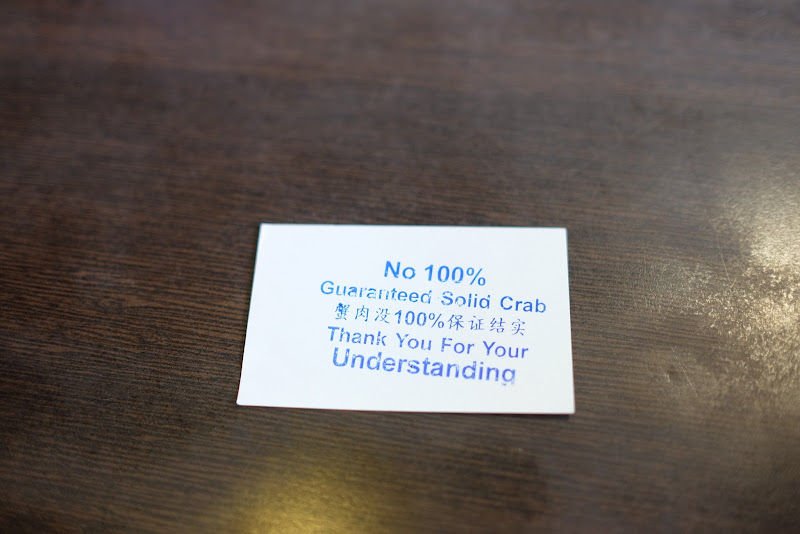 No 100%
Guaranteed Solid Crab
蟹肉没100%保证结实
Thank You For Your
Understanding